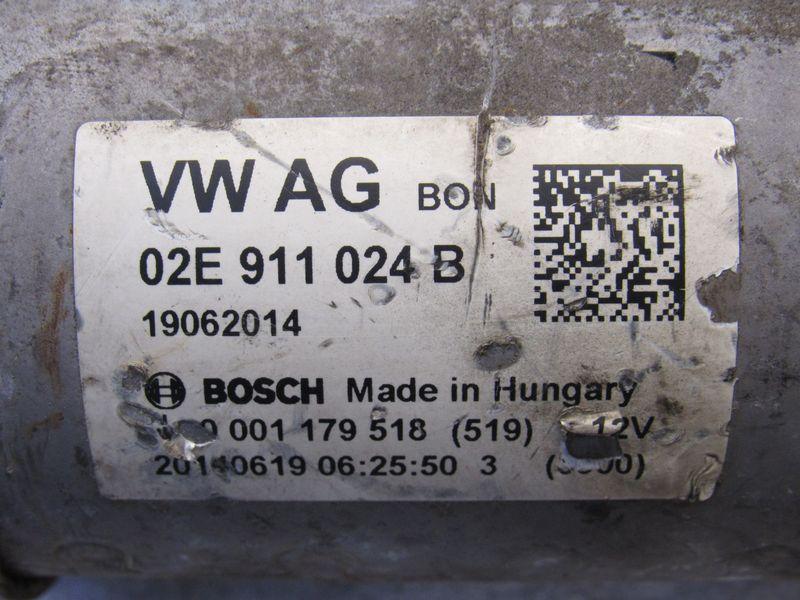 VW AG BON
02E 911 024 B
19062014
BOSCH Made in Hungary
0 001 179 518 (519) 12V
20140619 06:25:50 3